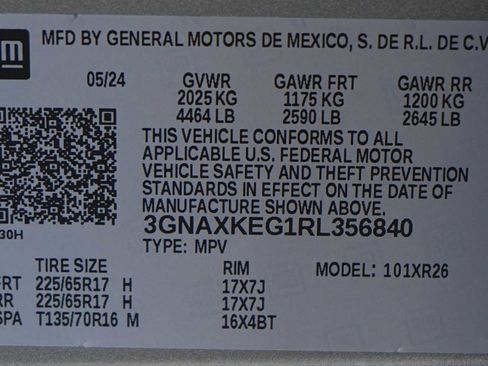 gm
MFD BY GENERAL MOTORS DE MEXICO, S. DE R.L. DE C.V
05/24 GVWR GAWR FRT GAWR RR
2025 KG 1175 KG 1200 KG
4464 LB 2590 LB 2645 LB
THIS VEHICLE CONFORMS TO ALL
APPLICABLE U.S. FEDERAL MOTOR
VEHICLE SAFETY AND THEFT PREVENTION
STANDARDS IN EFFECT ON THE DATE OF
MANUFACTURE SHOWN ABOVE.
3GNAXKEG1RL356840
30H
TYPE: MPV
TIRE SIZE RIM MODEL: 101XR26
FRT 225/65R17 H 17X7J
RR 225/65R17 H 17X7J
SPA T135/70R16 M 16X4BT